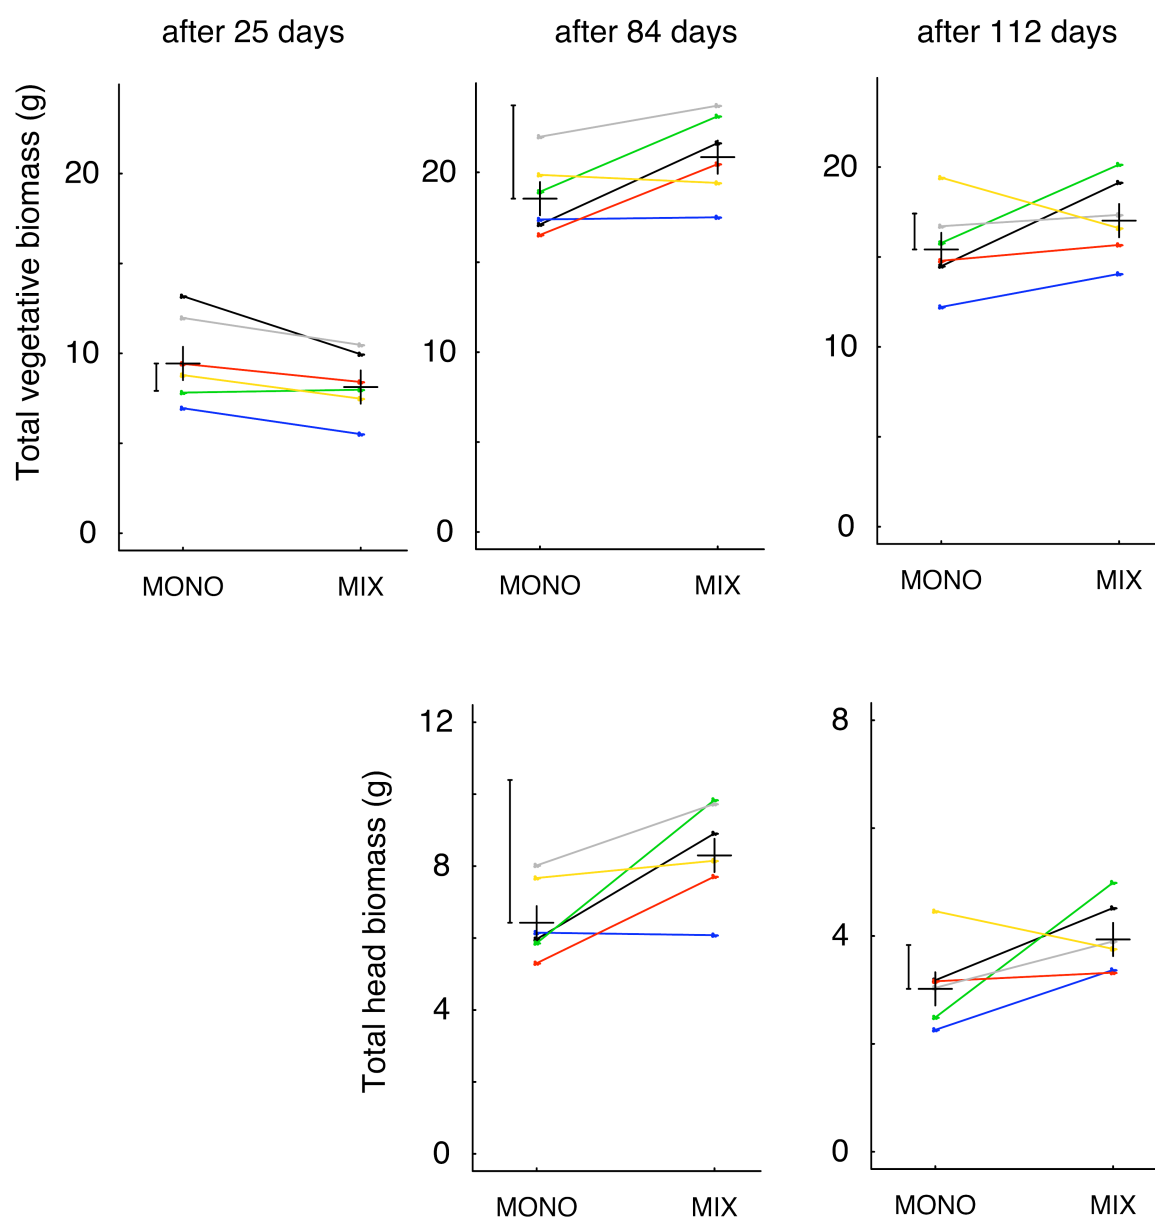 after 25 days
after 84 days
after 112 days
Total vegetative biomass (g)
20
10
0
MONO MIX
20
10
0
MONO MIX
20
10
0
MONO MIX
Total head biomass (g)
12
8
4
0
MONO MIX
8
4
0
MONO MIX